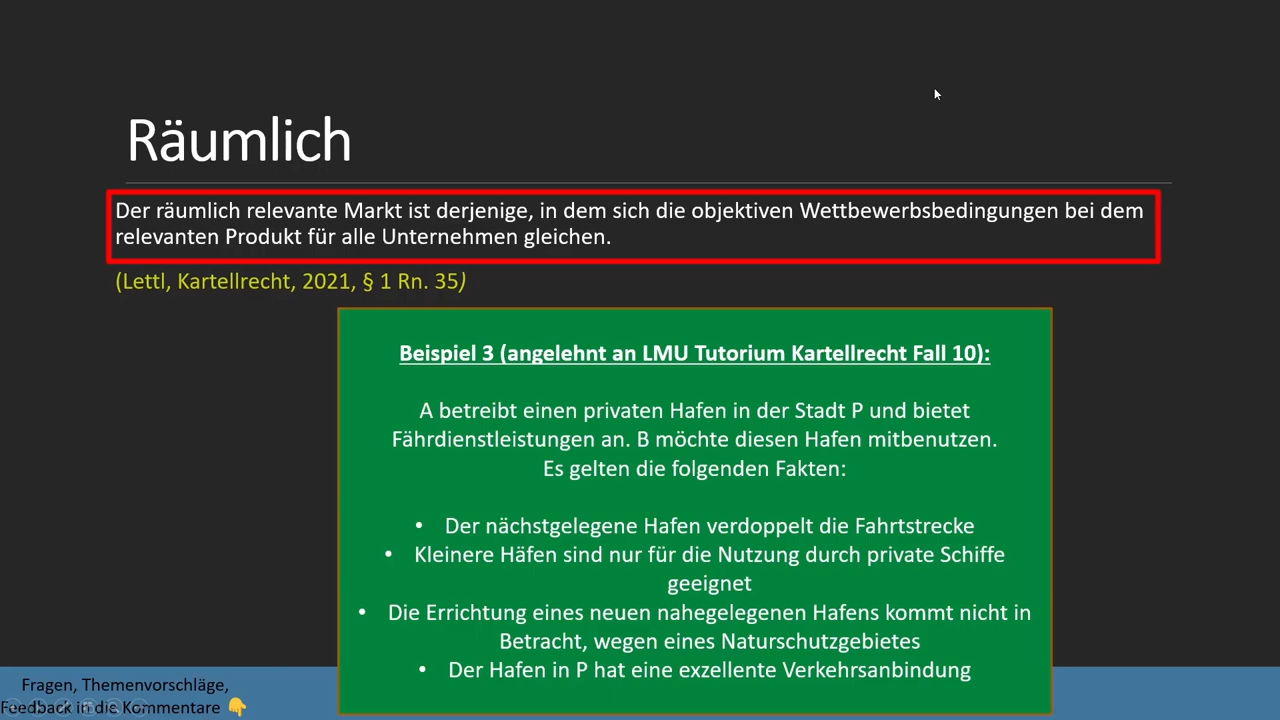 Räumlich
Der räumlich relevante Markt ist derjenige, in dem sich die objektiven Wettbewerbsbedingungen bei dem
relevanten Produkt für alle Unternehmen gleichen.
(Lettl, Kartellrecht, 2021, § 1 Rn. 35)
Beispiel 3 (angelehnt an LMU Tutorium Kartellrecht Fall 10):
A betreibt einen privaten Hafen in der Stadt P und bietet
Fährdienstleistungen an. B möchte diesen Hafen mitbenutzen.
Es gelten die folgenden Fakten:
• Der nächstgelegene Hafen verdoppelt die Fahrtstrecke
• Kleinere Häfen sind nur für die Nutzung durch private Schiffe
geeignet
• Die Errichtung eines neuen nahegelegenen Hafens kommt nicht in
Betracht, wegen eines Naturschutzgebietes
• Der Hafen in P hat eine exzellente Verkehrsanbindung
Fragen, Themenvorschläge,
Feedback in die Kommentare 👇